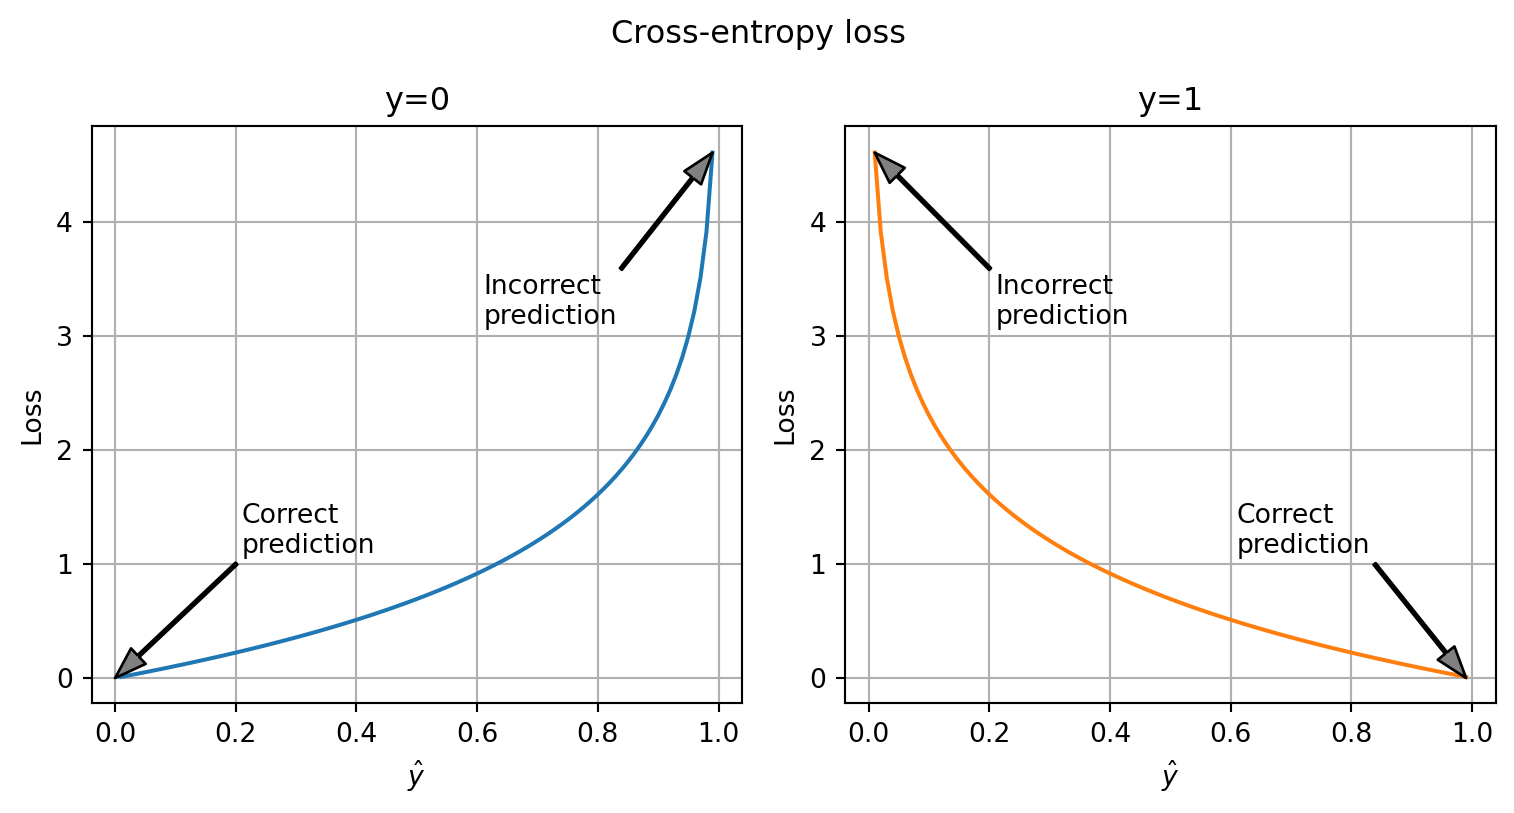 Cross-entropy loss
y=0
Loss
4
3
2
1
0
Incorrect
prediction
Correct
prediction
0.0 0.2 0.4 0.6 0.8 1.0
ŷ
y=1
Loss
4
3
2
1
0
Incorrect
prediction
Correct
prediction
0.0 0.2 0.4 0.6 0.8 1.0
ŷ